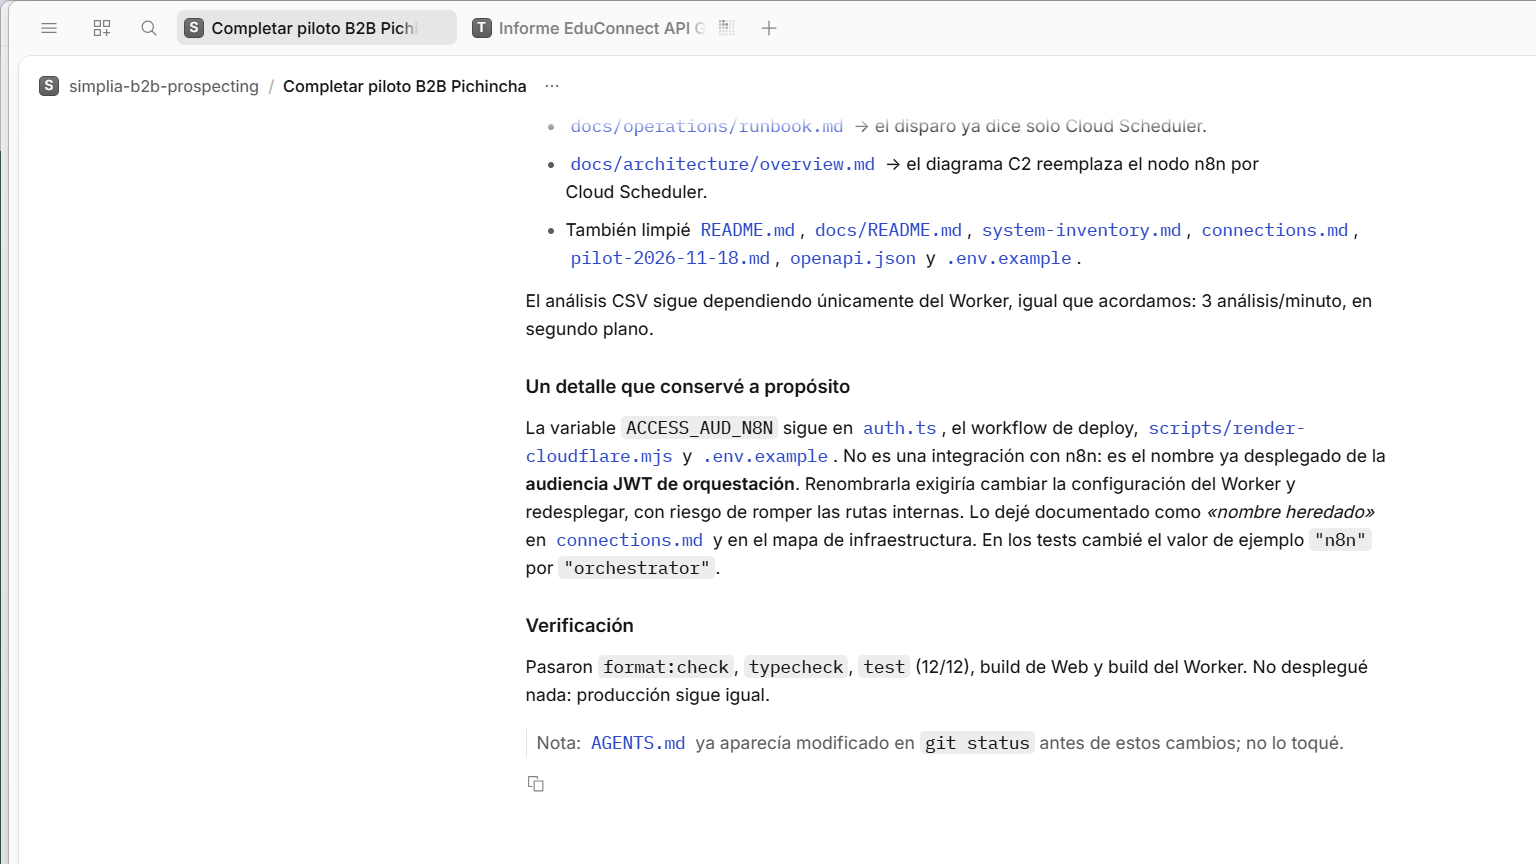 S Completar piloto B2B Pichi
T Informe EduConnect API G
S simplia-b2b-prospecting / Completar piloto B2B Pichincha ...
• docs/operations/runbook.md → el disparo ya dice solo Cloud Scheduler.
• docs/architecture/overview.md → el diagrama C2 reemplaza el nodo n8n por
Cloud Scheduler.
• También limpié README.md, docs/README.md, system-inventory.md, connections.md,
pilot-2026-11-18.md, openapi.json y .env.example.
El análisis CSV sigue dependiendo únicamente del Worker, igual que acordamos: 3 análisis/minuto, en
segundo plano.
Un detalle que conservé a propósito
La variable ACCESS_AUD_N8N sigue en auth.ts, el workflow de deploy, scripts/render-
cloudflare.mjs y .env.example. No es una integración con n8n: es el nombre ya desplegado de la
audiencia JWT de orquestación. Renombrarla exigiría cambiar la configuración del Worker y
redesplegar, con riesgo de romper las rutas internas. Lo dejé documentado como «nombre heredado»
en connections.md y en el mapa de infraestructura. En los tests cambié el valor de ejemplo "n8n"
por "orchestrator".
Verificación
Pasaron format:check, typecheck, test (12/12), build de Web y build del Worker. No desplegué
nada: producción sigue igual.
Nota: AGENTS.md ya aparecía modificado en git status antes de estos cambios; no lo toqué.